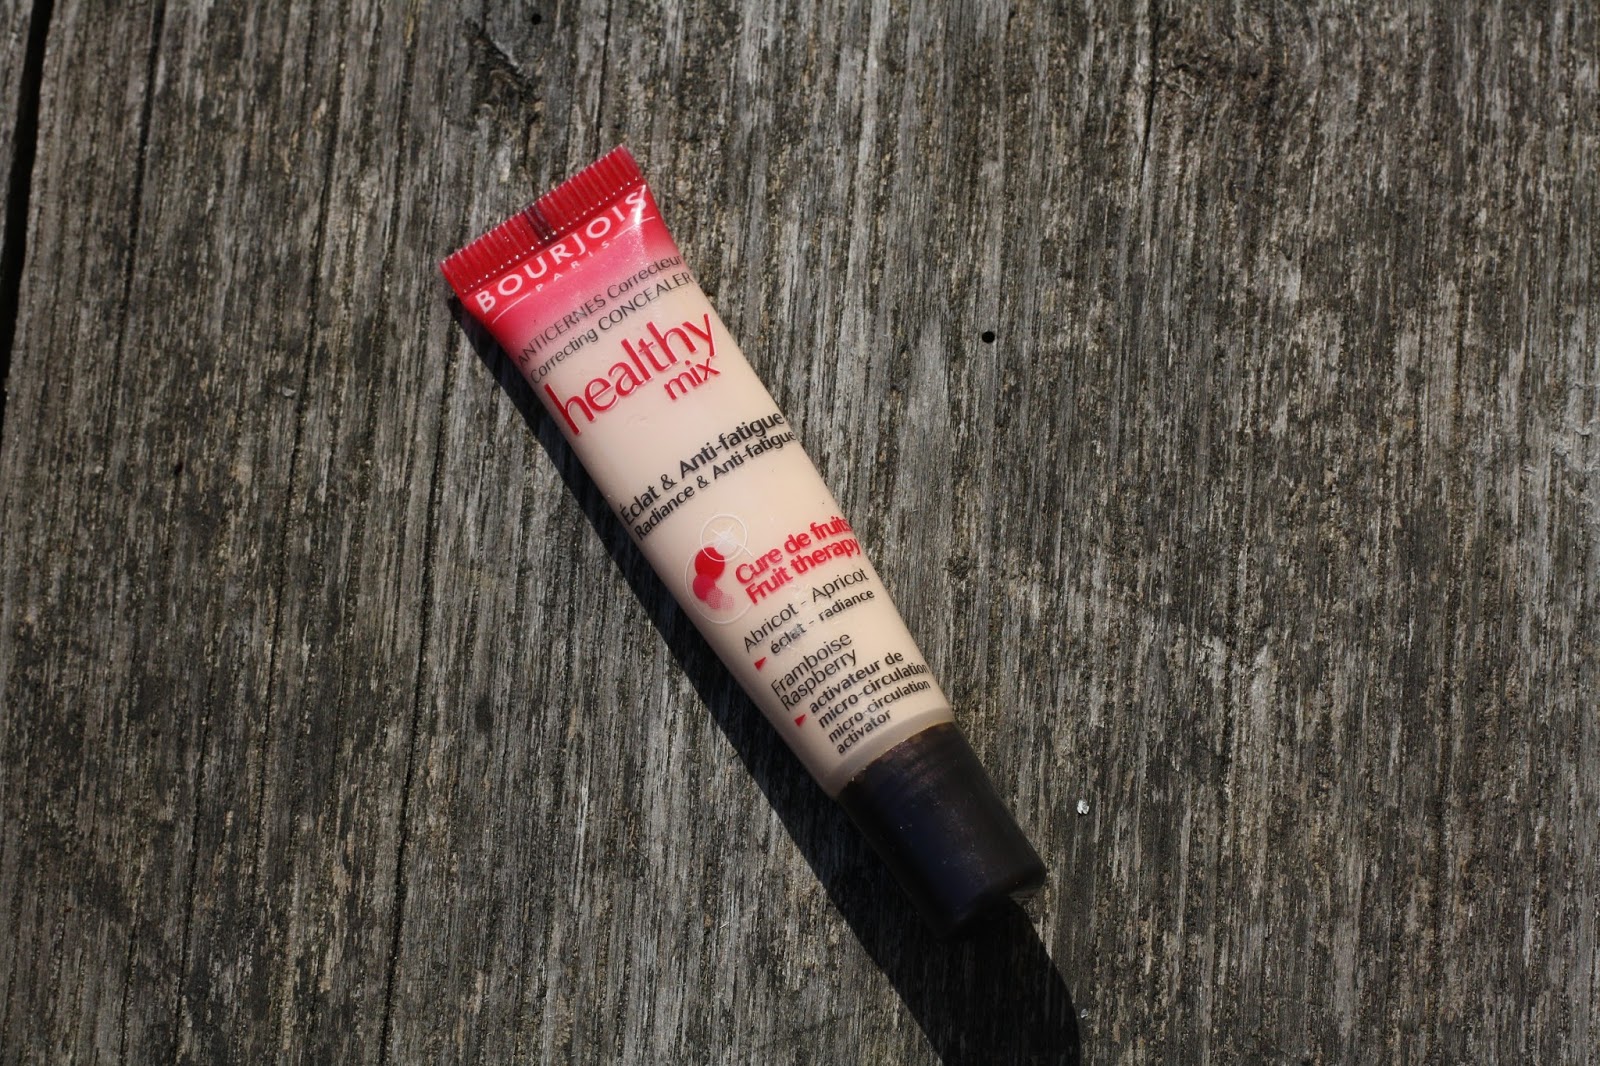 BOURJOIS
PARIS
ANTICERNES Correcteur
Correcting CONCEALER
healthy
mix
Éclat & Anti-fatigue
Radiance & Anti-fatigue
Cure de fruits
Fruit therapy
Abricot - Apricot
éclat - radiance
Framboise
Raspberry
activateur de
micro-circulation
micro-circulation
activator